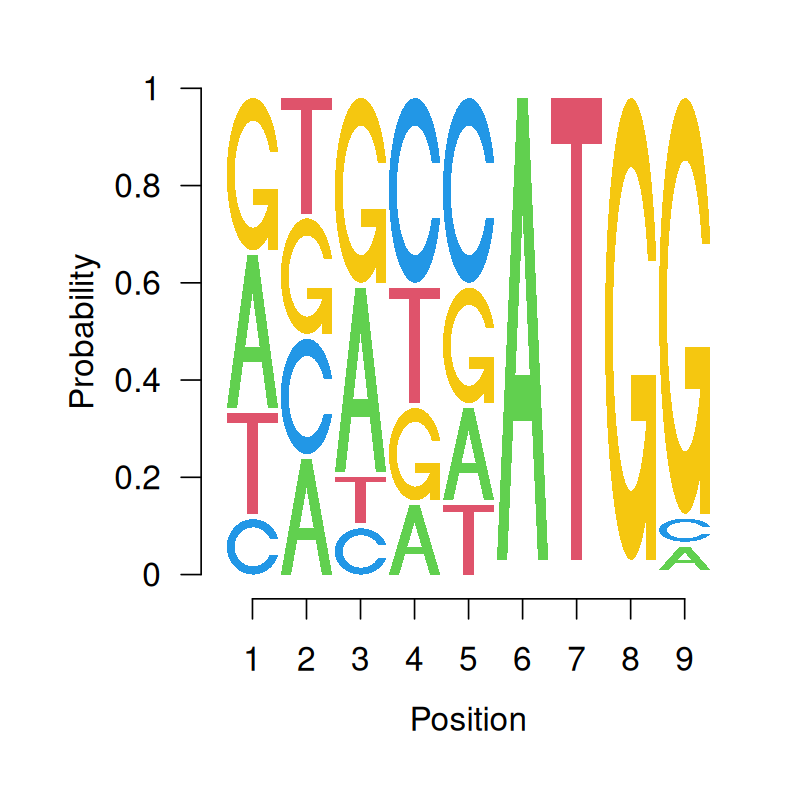 Probability
1
0.8
0.6
0.4
0.2
0
G T G C C A T G G
A G A T G C
T C T G A A
C A C A T
1 2 3 4 5 6 7 8 9
Position